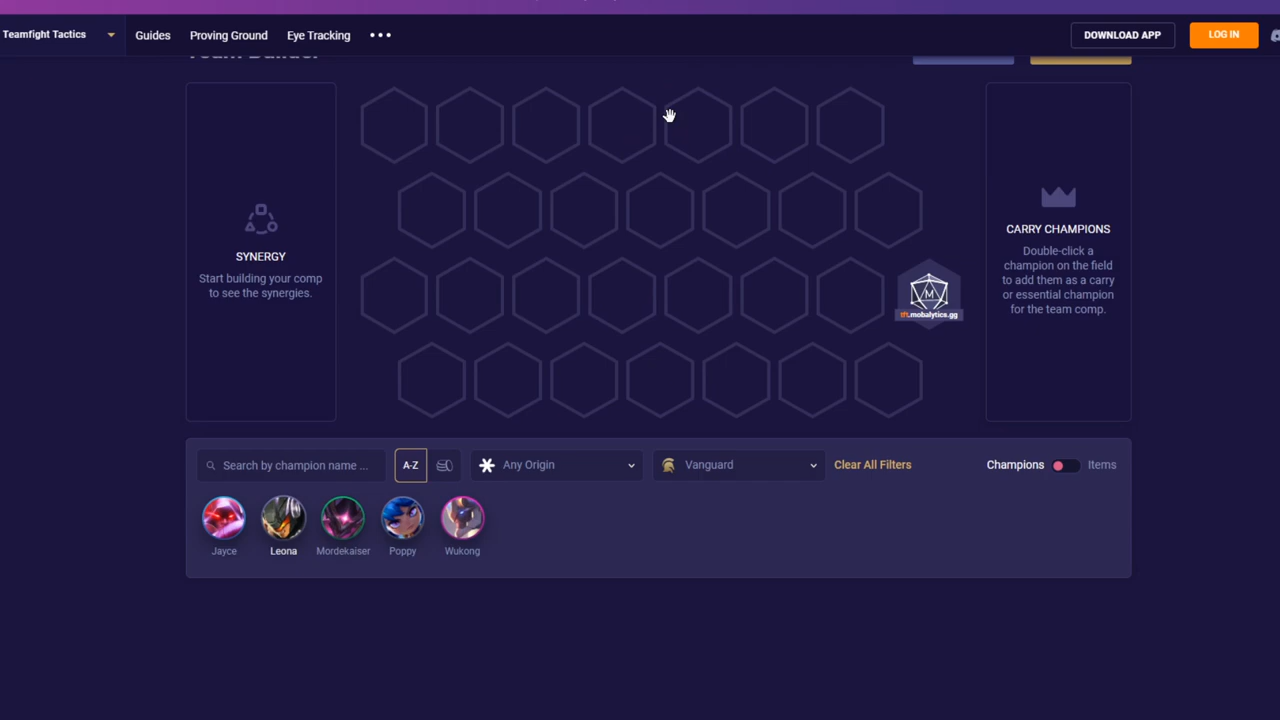 Teamfight Tactics
Guides
Proving Ground
Eye Tracking
DOWNLOAD APP
LOG IN
Team Builder
SYNERGY
Start building your comp
to see the synergies.
M
tft.mobalytics.gg
CARRY CHAMPIONS
Double-click a
champion on the field
to add them as a carry
or essential champion
for the team comp.
Search by champion name ...
A-Z
Any Origin
Vanguard
Clear All Filters
Champions
Items
Jayce
Leona
Mordekaiser
Poppy
Wukong